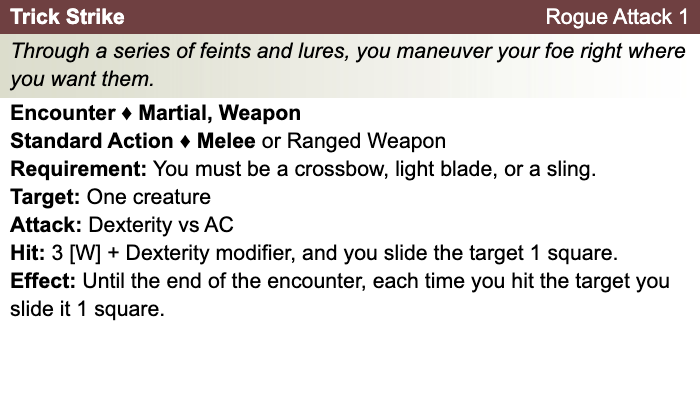 Trick Strike Rogue Attack 1
Through a series of feints and lures, you maneuver your foe right where
you want them.
Encounter ♦ Martial, Weapon
Standard Action ♦ Melee or Ranged Weapon
Requirement: You must be a crossbow, light blade, or a sling.
Target: One creature
Attack: Dexterity vs AC
Hit: 3 [W] + Dexterity modifier, and you slide the target 1 square.
Effect: Until the end of the encounter, each time you hit the target you
slide it 1 square.